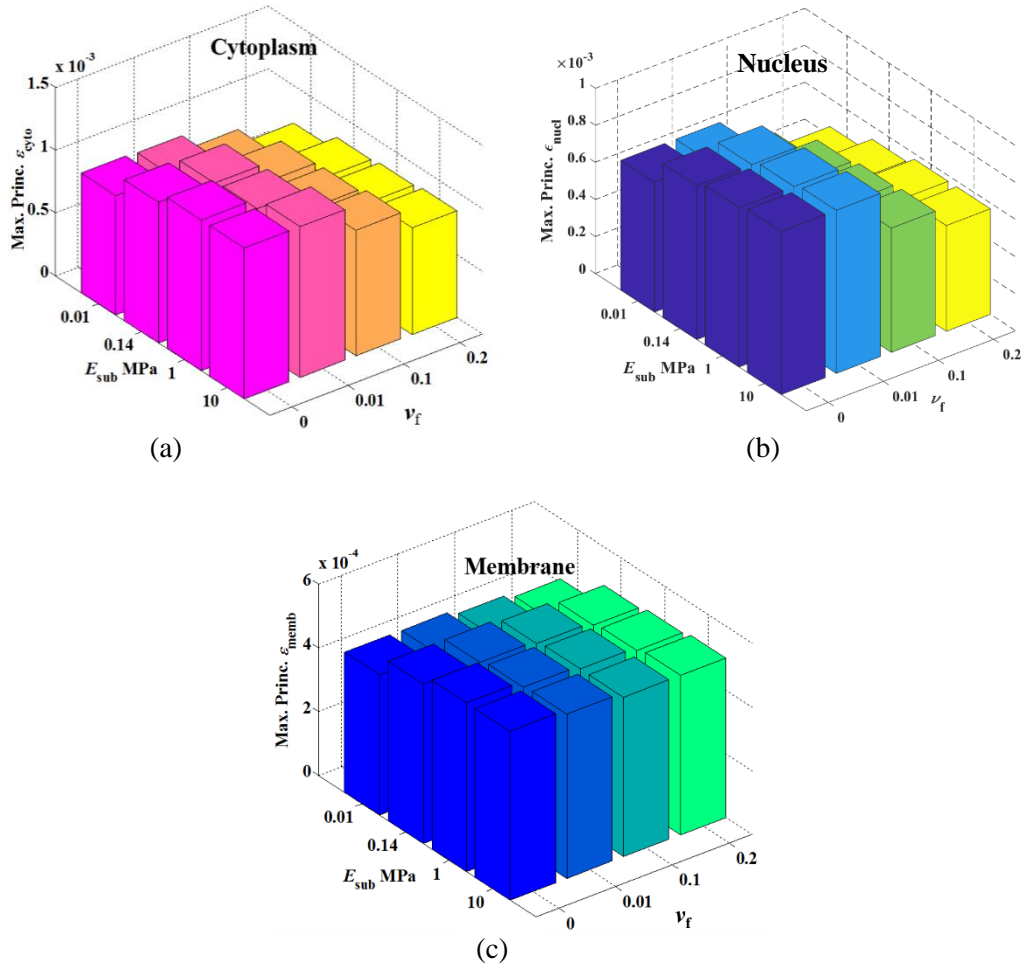 Cytoplasm
x 10⁻³
1.5
1
0.5
0
Max. Princ. ε_cyto
0.01
0.14
1
10
E_sub MPa
0
0.01
0.1
0.2
ν_f
(a)
Nucleus
×10⁻³
1
0.8
0.6
0.4
0.2
0
Max. Princ. ϵ_nucl
0.01
0.14
1
10
E_sub MPa
0
0.01
0.1
0.2
ν_f
(b)
Membrane
x 10⁻⁴
6
4
2
0
Max. Princ. ε_memb
0.01
0.14
1
10
E_sub MPa
0
0.01
0.1
0.2
ν_f
(c)